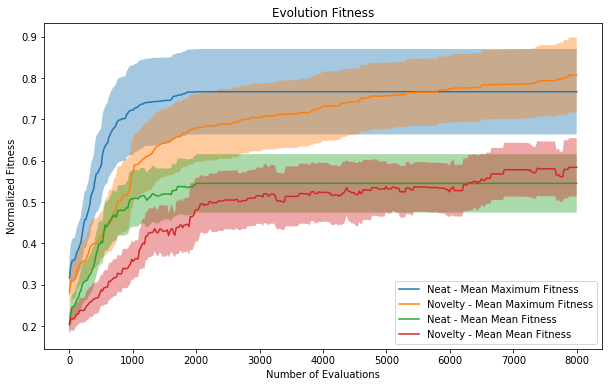 Evolution Fitness
Normalized Fitness
0.9
0.8
0.7
0.6
0.5
0.4
0.3
0.2
Neat - Mean Maximum Fitness
Novelty - Mean Maximum Fitness
Neat - Mean Mean Fitness
Novelty - Mean Mean Fitness
0 1000 2000 3000 4000 5000 6000 7000 8000
Number of Evaluations